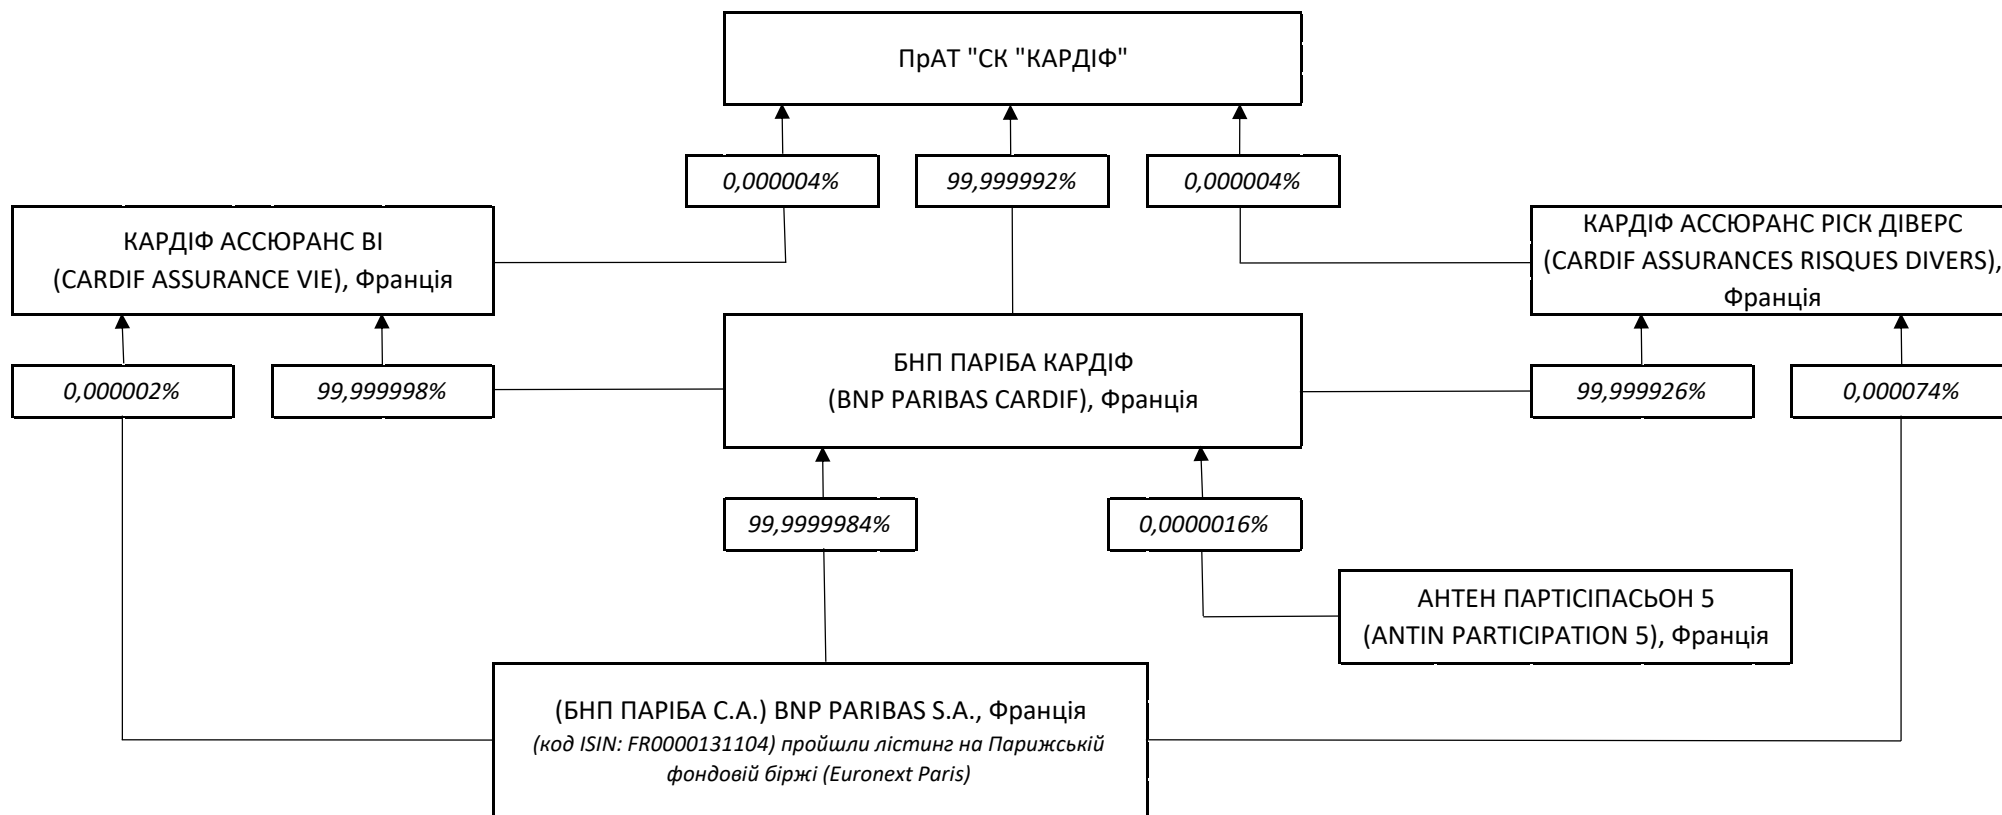 ПрАТ "СК "КАРДІФ"
0,000004%
99,999992%
0,000004%
КАРДІФ АССЮРАНС ВІ
(CARDIF ASSURANCE VIE), Франція
КАРДІФ АССЮРАНС РІСК ДІВЕРС
(CARDIF ASSURANCES RISQUES DIVERS),
Франція
0,000002%
99,999998%
БНП ПАРІБА КАРДІФ
(BNP PARIBAS CARDIF), Франція
99,999926%
0,000074%
99,9999984%
0,0000016%
АНТЕН ПАРТІСІПАСЬОН 5
(ANTIN PARTICIPATION 5), Франція
(БНП ПАРІБА С.А.) BNP PARIBAS S.A., Франція
(код ISIN: FR0000131104) пройшли лістинг на Парижській
фондовій біржі (Euronext Paris)